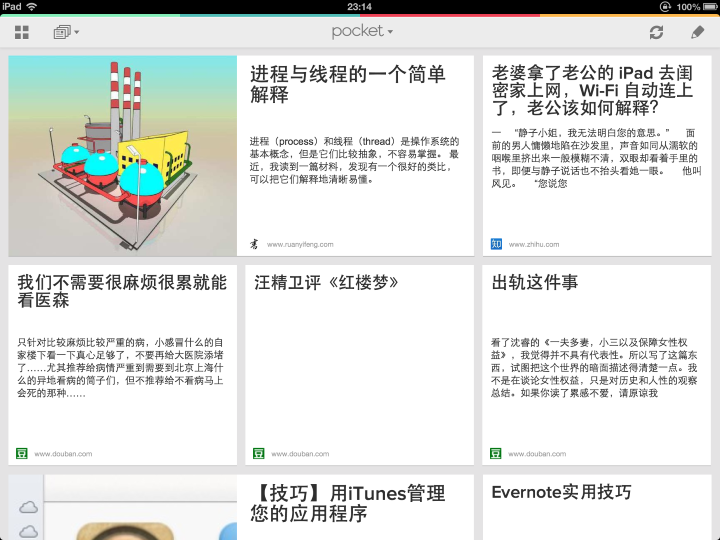 iPad
23:14
100%
pocket
进程与线程的一个简单
解释
进程（process）和线程（thread）是操作系统的
基本概念，但是它们比较抽象，不容易掌握。 最
近，我读到一篇材料，发现有一个很好的类比，
可以把它们解释地清晰易懂。
www.ruanyifeng.com
老婆拿了老公的 iPad 去闺
密家上网，Wi-Fi 自动连上
了，老公该如何解释？
一 “静子小姐，我无法明白您的意思。” 面
前的男人慵懒地陷在沙发里，声音如同从濡软的
咽喉里挤出来一般模糊不清，双眼却看着手里的
书，即便与静子说话也不抬头看她一眼。 他叫
风见。 “您说您
知
www.zhihu.com
我们不需要很麻烦很累就能
看医森
只针对比较麻烦比较严重的病，小感冒什么的自
家楼下看一下真心足够了，不要再给大医院添堵
了……尤其推荐给病情严重到需要到北京上海什
么的异地看病的筒子们，但不推荐给不看病马上
会死的那种……
豆
www.douban.com
汪精卫评《红楼梦》
豆
www.douban.com
出轨这件事
看了沈睿的《一夫多妻，小三以及保障女性权
益》，我觉得并不具有代表性。所以写了这篇东
西，试图把这个世界的暗面描述得清楚一点。我
不是在谈论女性权益，只是对历史和人性的观察
总结。如果你读了累感不爱，请原谅我
豆
www.douban.com
【技巧】用iTunes管理
您的应用程序
Evernote实用技巧